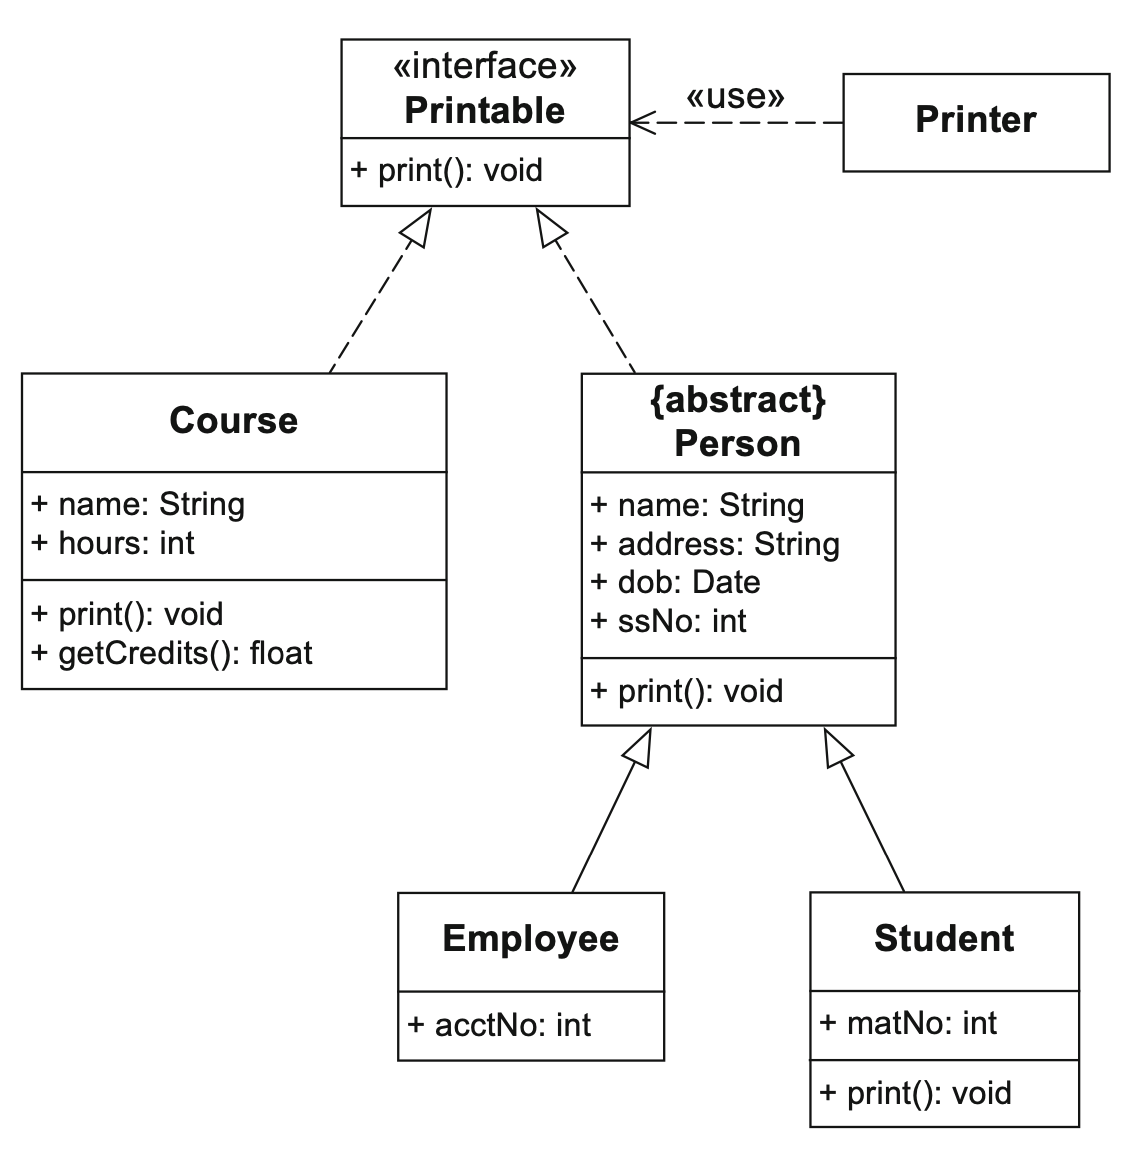 «interface»
Printable
+ print(): void
«use»
Printer
Course
+ name: String
+ hours: int
+ print(): void
+ getCredits(): float
{abstract}
Person
+ name: String
+ address: String
+ dob: Date
+ ssNo: int
+ print(): void
Employee
+ acctNo: int
Student
+ matNo: int
+ print(): void